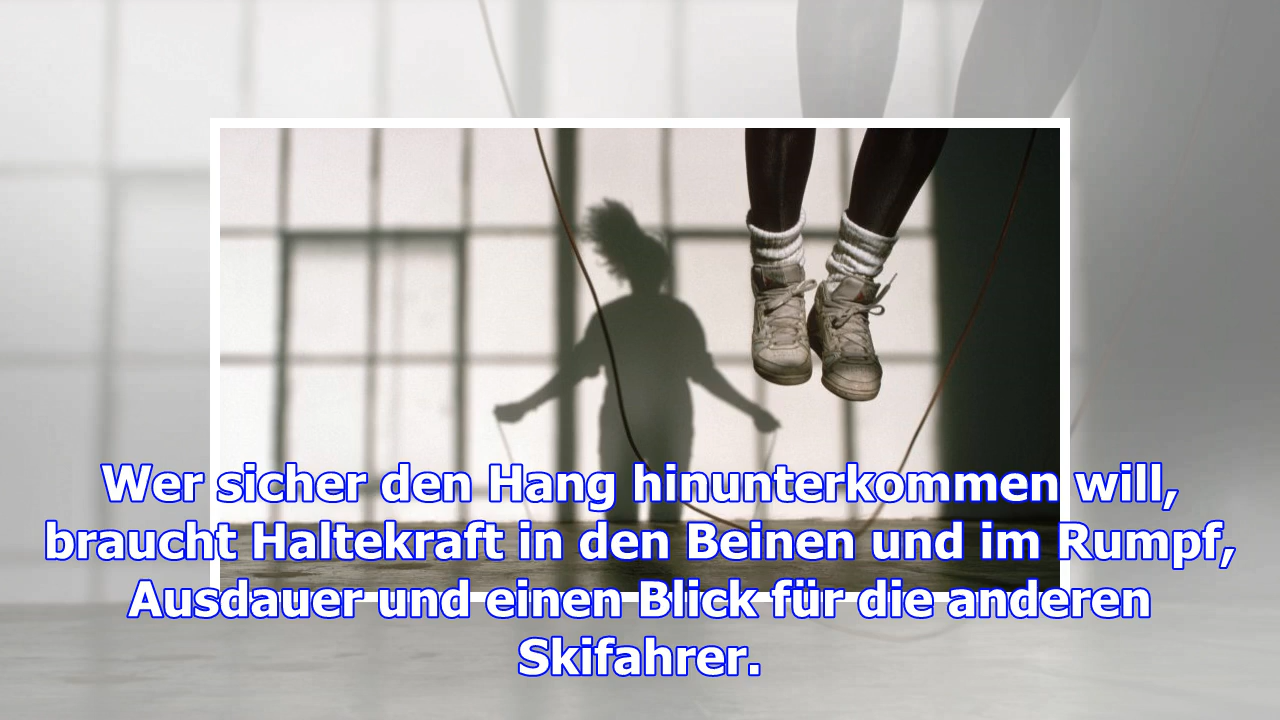 Wer sicher den Hang hinunterkommen will,
braucht Haltekraft in den Beinen und im Rumpf,
Ausdauer und einen Blick für die anderen
Skifahrer.